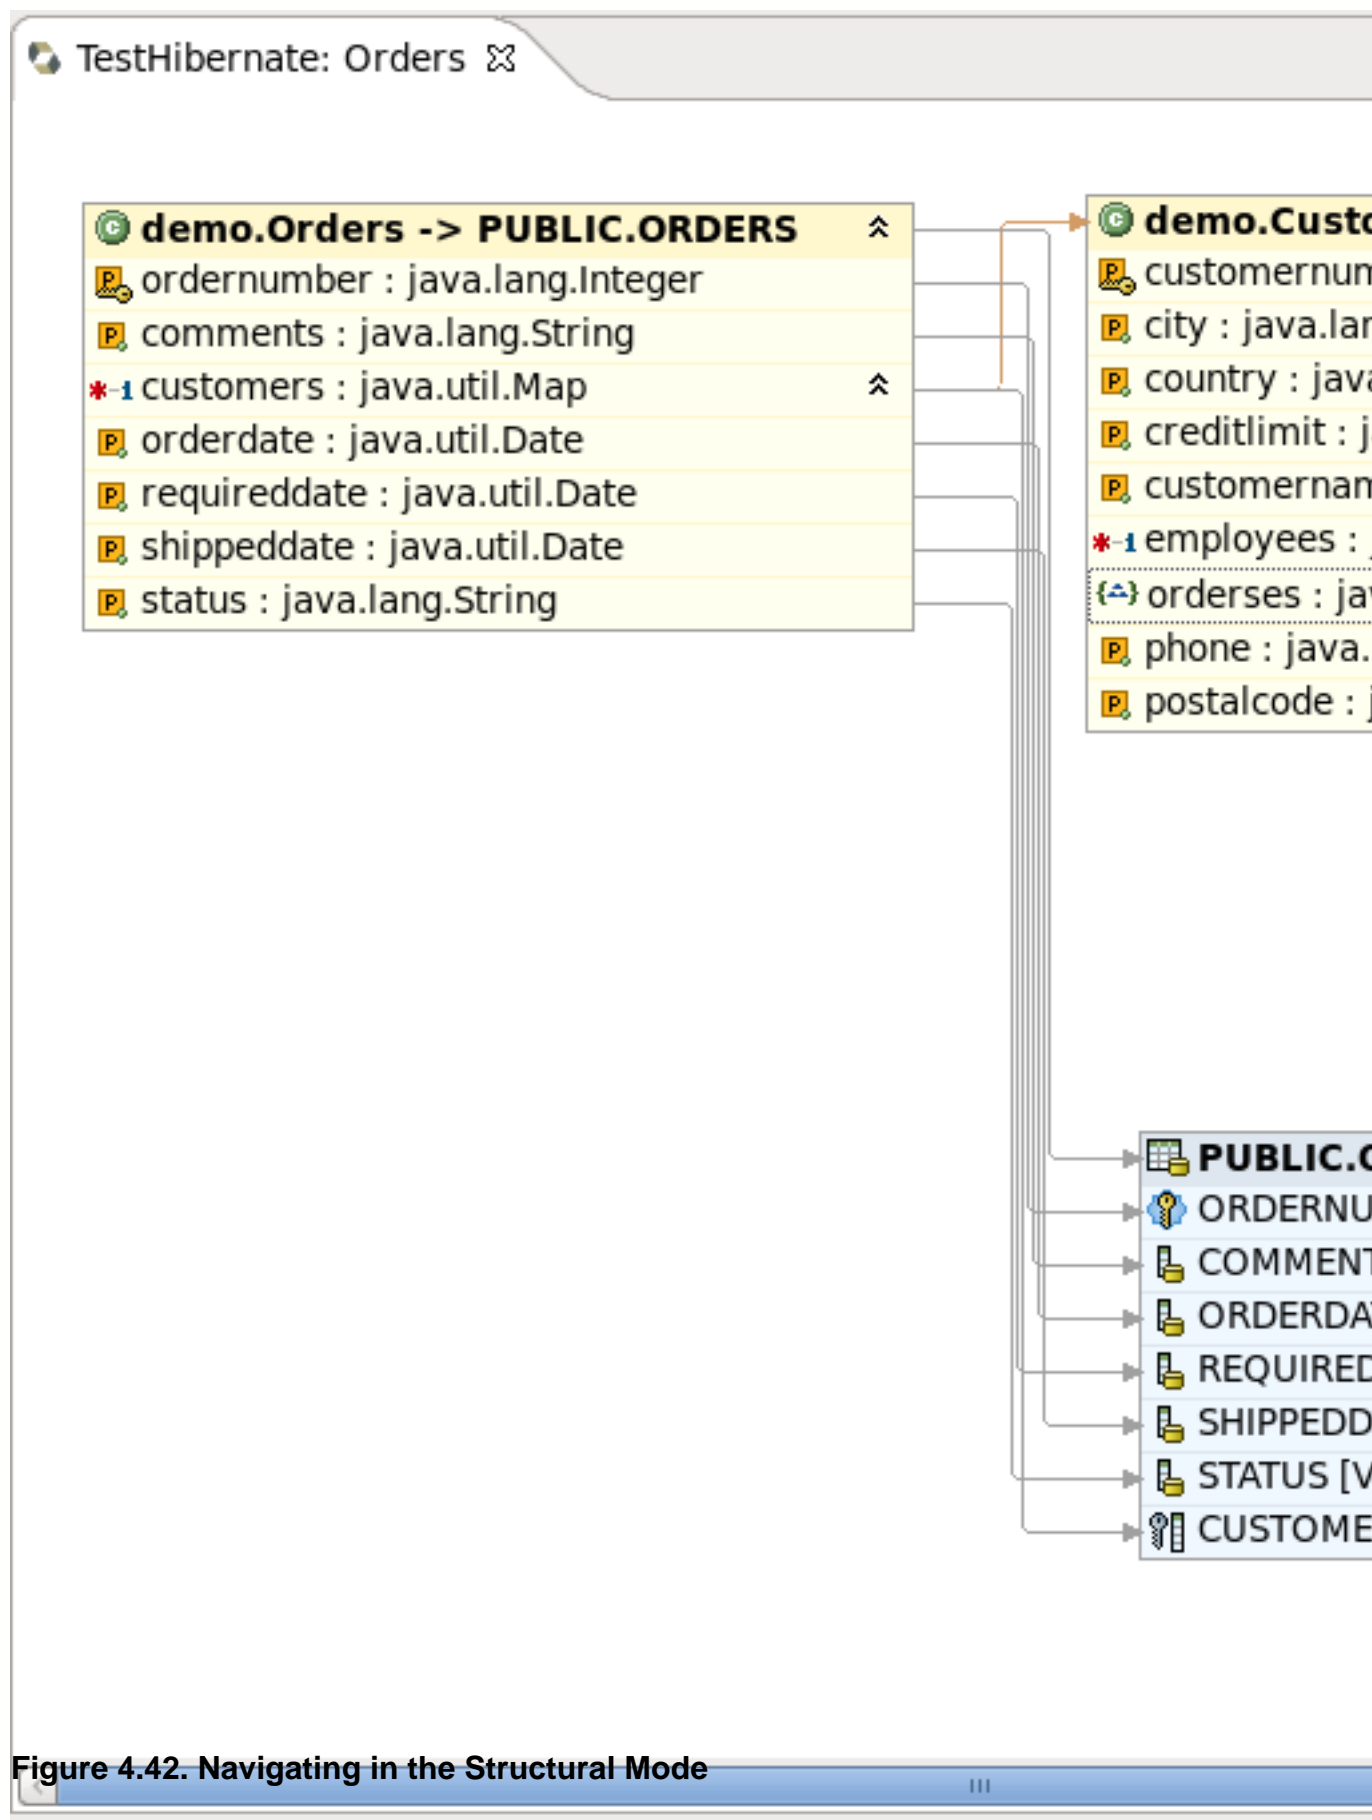 TestHibernate: Orders
demo.Orders -> PUBLIC.ORDERS
ordernumber : java.lang.Integer
comments : java.lang.String
customers : java.util.Map
orderdate : java.util.Date
requireddate : java.util.Date
shippeddate : java.util.Date
status : java.lang.String
demo.Custo
customernum
city : java.lan
country : java
creditlimit : j
customernam
employees :
orderses : jav
phone : java.
postalcode : j
PUBLIC.O
ORDERNU
COMMENT
ORDERDAT
REQUIRED
SHIPPEDD
STATUS [V
CUSTOME
Figure 4.42. Navigating in the Structural Mode